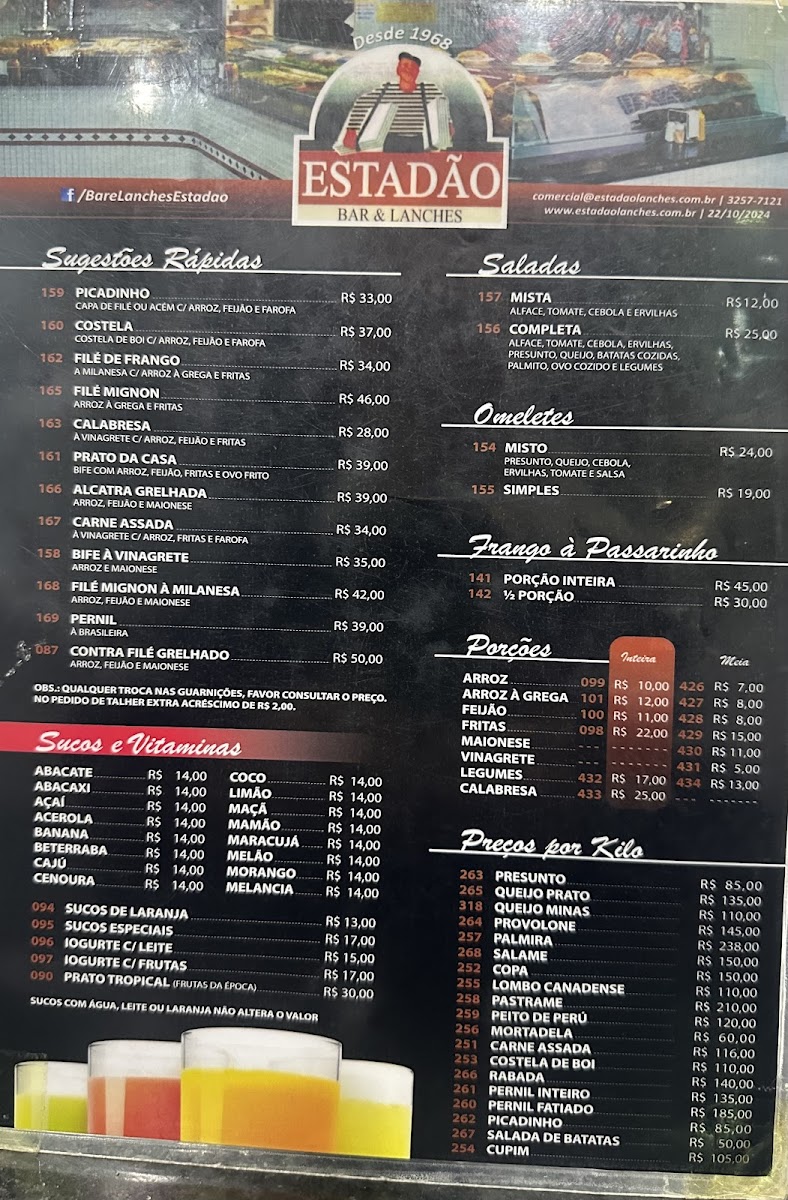 Desde 1968
ESTADÃO
BAR & LANCHES
f /BareLanchesEstadao
comercial@estadaolanches.com.br | 3257-7121
www.estadaolanches.com.br | 22/10/2024
Sugestões Rápidas
159 PICADINHO R$ 33,00
CAPA DE FILÉ OU ACÉM C/ ARROZ, FEIJÃO E FAROFA
160 COSTELA R$ 37,00
COSTELA DE BOI C/ ARROZ, FEIJÃO E FAROFA
162 FILÉ DE FRANGO R$ 34,00
A MILANESA C/ ARROZ À GREGA E FRITAS
165 FILÉ MIGNON R$ 46,00
ARROZ À GREGA E FRITAS
163 CALABRESA R$ 28,00
À VINAGRETE C/ ARROZ, FEIJÃO E FRITAS
161 PRATO DA CASA R$ 39,00
BIFE COM ARROZ, FEIJÃO, FRITAS E OVO FRITO
166 ALCATRA GRELHADA R$ 39,00
ARROZ, FEIJÃO E MAIONESE
167 CARNE ASSADA R$ 34,00
À VINAGRETE C/ ARROZ, FRITAS E FAROFA
158 BIFE À VINAGRETE R$ 35,00
ARROZ E MAIONESE
168 FILÉ MIGNON À MILANESA R$ 42,00
ARROZ, FEIJÃO E MAIONESE
169 PERNIL R$ 39,00
À BRASILEIRA
087 CONTRA FILÉ GRELHADO R$ 50,00
ARROZ, FEIJÃO E MAIONESE
OBS.: QUALQUER TROCA NAS GUARNIÇÕES, FAVOR CONSULTAR O PREÇO.
NO PEDIDO DE TALHER EXTRA ACRÉSCIMO DE R$ 2,00.
Sucos e Vitaminas
ABACATE R$ 14,00
ABACAXI R$ 14,00
AÇAÍ R$ 14,00
ACEROLA R$ 14,00
BANANA R$ 14,00
BETERRABA R$ 14,00
CAJÚ R$ 14,00
CENOURA R$ 14,00
COCO R$ 14,00
LIMÃO R$ 14,00
MAÇÃ R$ 14,00
MAMÃO R$ 14,00
MARACUJÁ R$ 14,00
MELÃO R$ 14,00
MORANGO R$ 14,00
MELANCIA R$ 14,00
094 SUCOS DE LARANJA R$ 13,00
095 SUCOS ESPECIAIS R$ 17,00
096 IOGURTE C/ LEITE R$ 15,00
097 IOGURTE C/ FRUTAS R$ 17,00
090 PRATO TROPICAL (FRUTAS DA ÉPOCA) R$ 30,00
SUCOS COM ÁGUA, LEITE OU LARANJA NÃO ALTERA O VALOR
Saladas
157 MISTA R$ 12,00
ALFACE, TOMATE, CEBOLA E ERVILHAS
156 COMPLETA R$ 25,00
ALFACE, TOMATE, CEBOLA, ERVILHAS,
PRESUNTO, QUEIJO, BATATAS COZIDAS,
PALMITO, OVO COZIDO E LEGUMES
Omeletes
154 MISTO R$ 24,00
PRESUNTO, QUEIJO, CEBOLA,
ERVILHAS, TOMATE E SALSA
155 SIMPLES R$ 19,00
Frango à Passarinho
141 PORÇÃO INTEIRA R$ 45,00
142 ½ PORÇÃO R$ 30,00
Porções Inteira Meia
ARROZ 099 R$ 10,00 426 R$ 7,00
ARROZ À GREGA 101 R$ 12,00 427 R$ 8,00
FEIJÃO 100 R$ 11,00 428 R$ 8,00
FRITAS 098 R$ 22,00 429 R$ 15,00
MAIONESE --- ------- 430 R$ 11,00
VINAGRETE --- ------- 431 R$ 5,00
LEGUMES 432 R$ 17,00 434 R$ 13,00
CALABRESA 433 R$ 25,00 --- -------
Preços por Kilo
263 PRESUNTO R$ 85,00
265 QUEIJO PRATO R$ 135,00
318 QUEIJO MINAS R$ 110,00
264 PROVOLONE R$ 145,00
257 PALMIRA R$ 238,00
268 SALAME R$ 150,00
252 COPA R$ 150,00
255 LOMBO CANADENSE R$ 110,00
258 PASTRAME R$ 210,00
259 PEITO DE PERÚ R$ 120,00
256 MORTADELA R$ 60,00
251 CARNE ASSADA R$ 116,00
253 COSTELA DE BOI R$ 110,00
266 RABADA R$ 140,00
261 PERNIL INTEIRO R$ 135,00
260 PERNIL FATIADO R$ 185,00
262 PICADINHO R$ 85,00
267 SALADA DE BATATAS R$ 50,00
254 CUPIM R$ 105,00